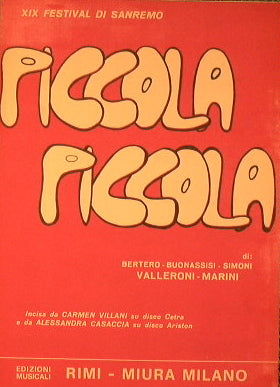 XIX FESTIVAL DI SANREMO
PICCOLA
PICCOLA
di:
BERTERO - BUONASSISI - SIMONI
VALLERONI - MARINI
Incisa da CARMEN VILLANI su disco Cetra
e da ALESSANDRA CASACCIA su disco Ariston
EDIZIONI
MUSICALI
RIMI - MIURA MILANO